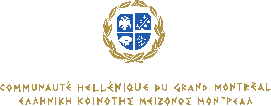 COMMUNAUTÉ HELLÉNIQUE DU GRAND MONTRÉAL
ΕΛΛΗΝΙΚΗ ΚΟΙΝΟΤΗΣ ΜΕΙΖΟΝΟΣ ΜΟΝΤΡΕΑΛ